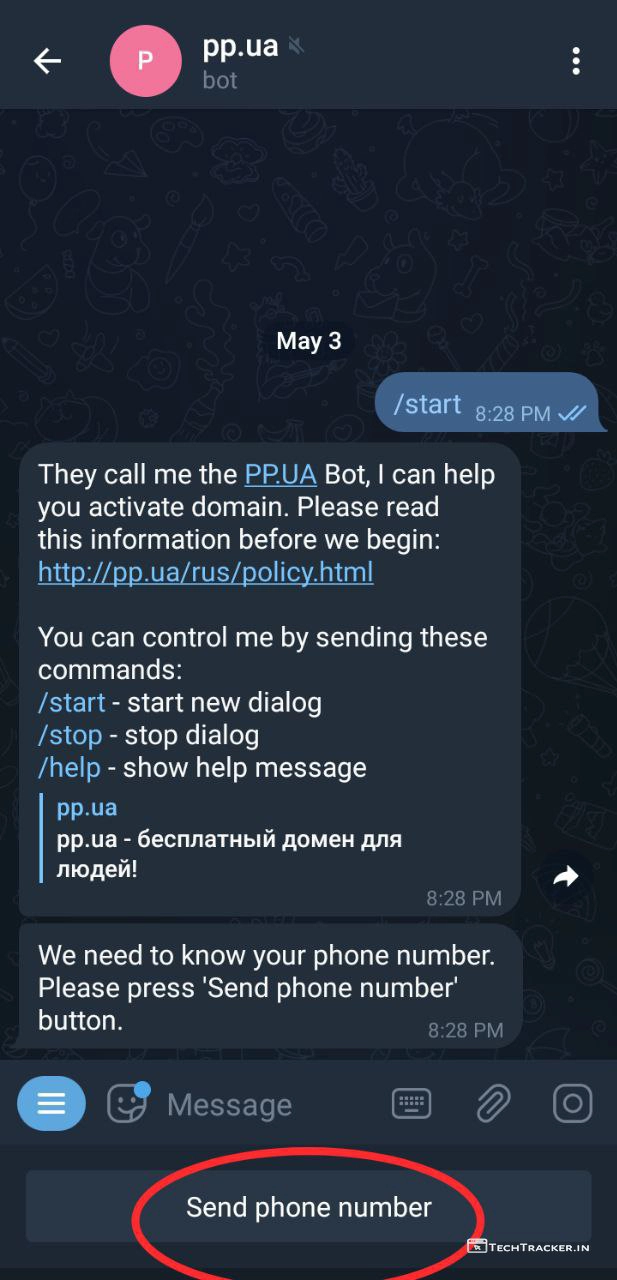 P
pp.ua
bot
May 3
/start 8:28 PM
They call me the PP.UA Bot, I can help
you activate domain. Please read
this information before we begin:
http://pp.ua/rus/policy.html
You can control me by sending these
commands:
/start - start new dialog
/stop - stop dialog
/help - show help message
pp.ua
pp.ua - бесплатный домен для
людей!
8:28 PM
We need to know your phone number.
Please press 'Send phone number'
button.
8:28 PM
Message
Send phone number
TECHTRACKER.IN